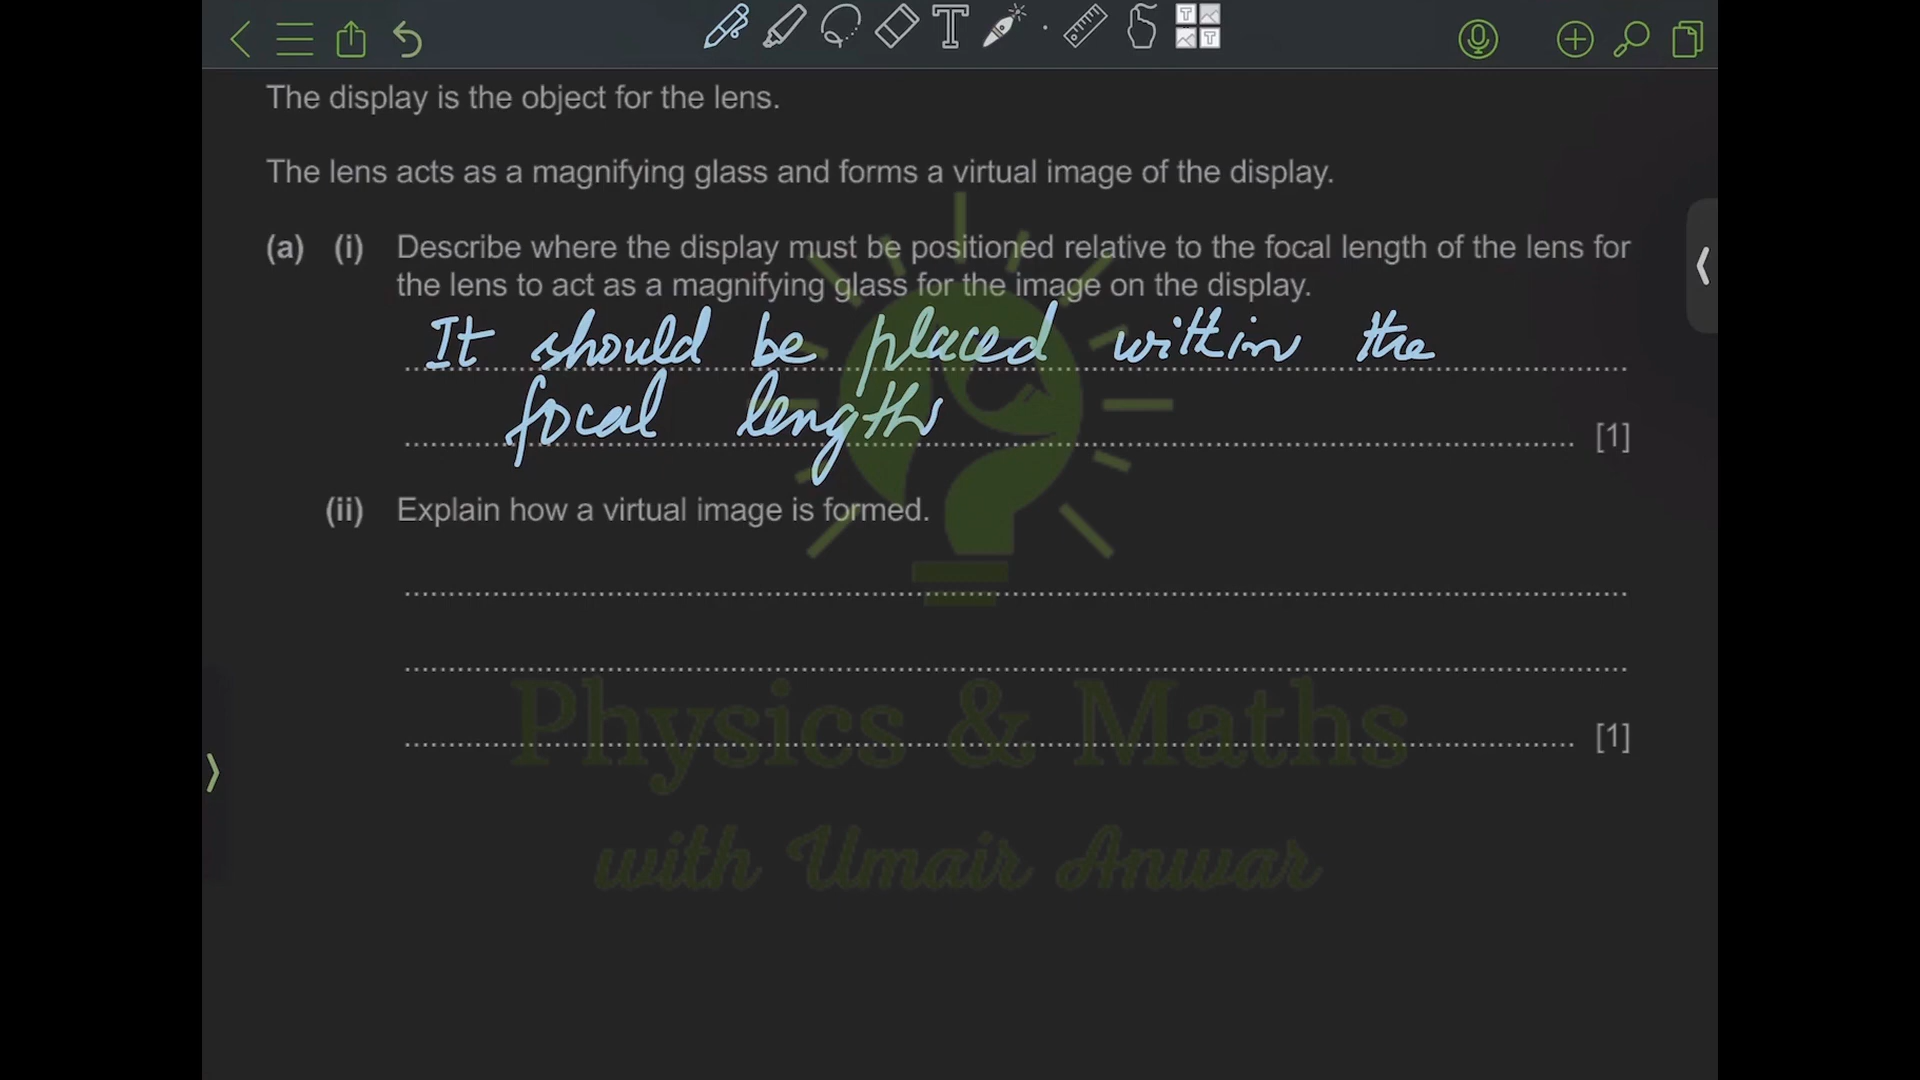 The display is the object for the lens.
The lens acts as a magnifying glass and forms a virtual image of the display.
(a) (i) Describe where the display must be positioned relative to the focal length of the lens for
the lens to act as a magnifying glass for the image on the display.
It should be placed within the
focal length
[1]
(ii) Explain how a virtual image is formed.
[1]
Physics & Maths
with Umair Anwar